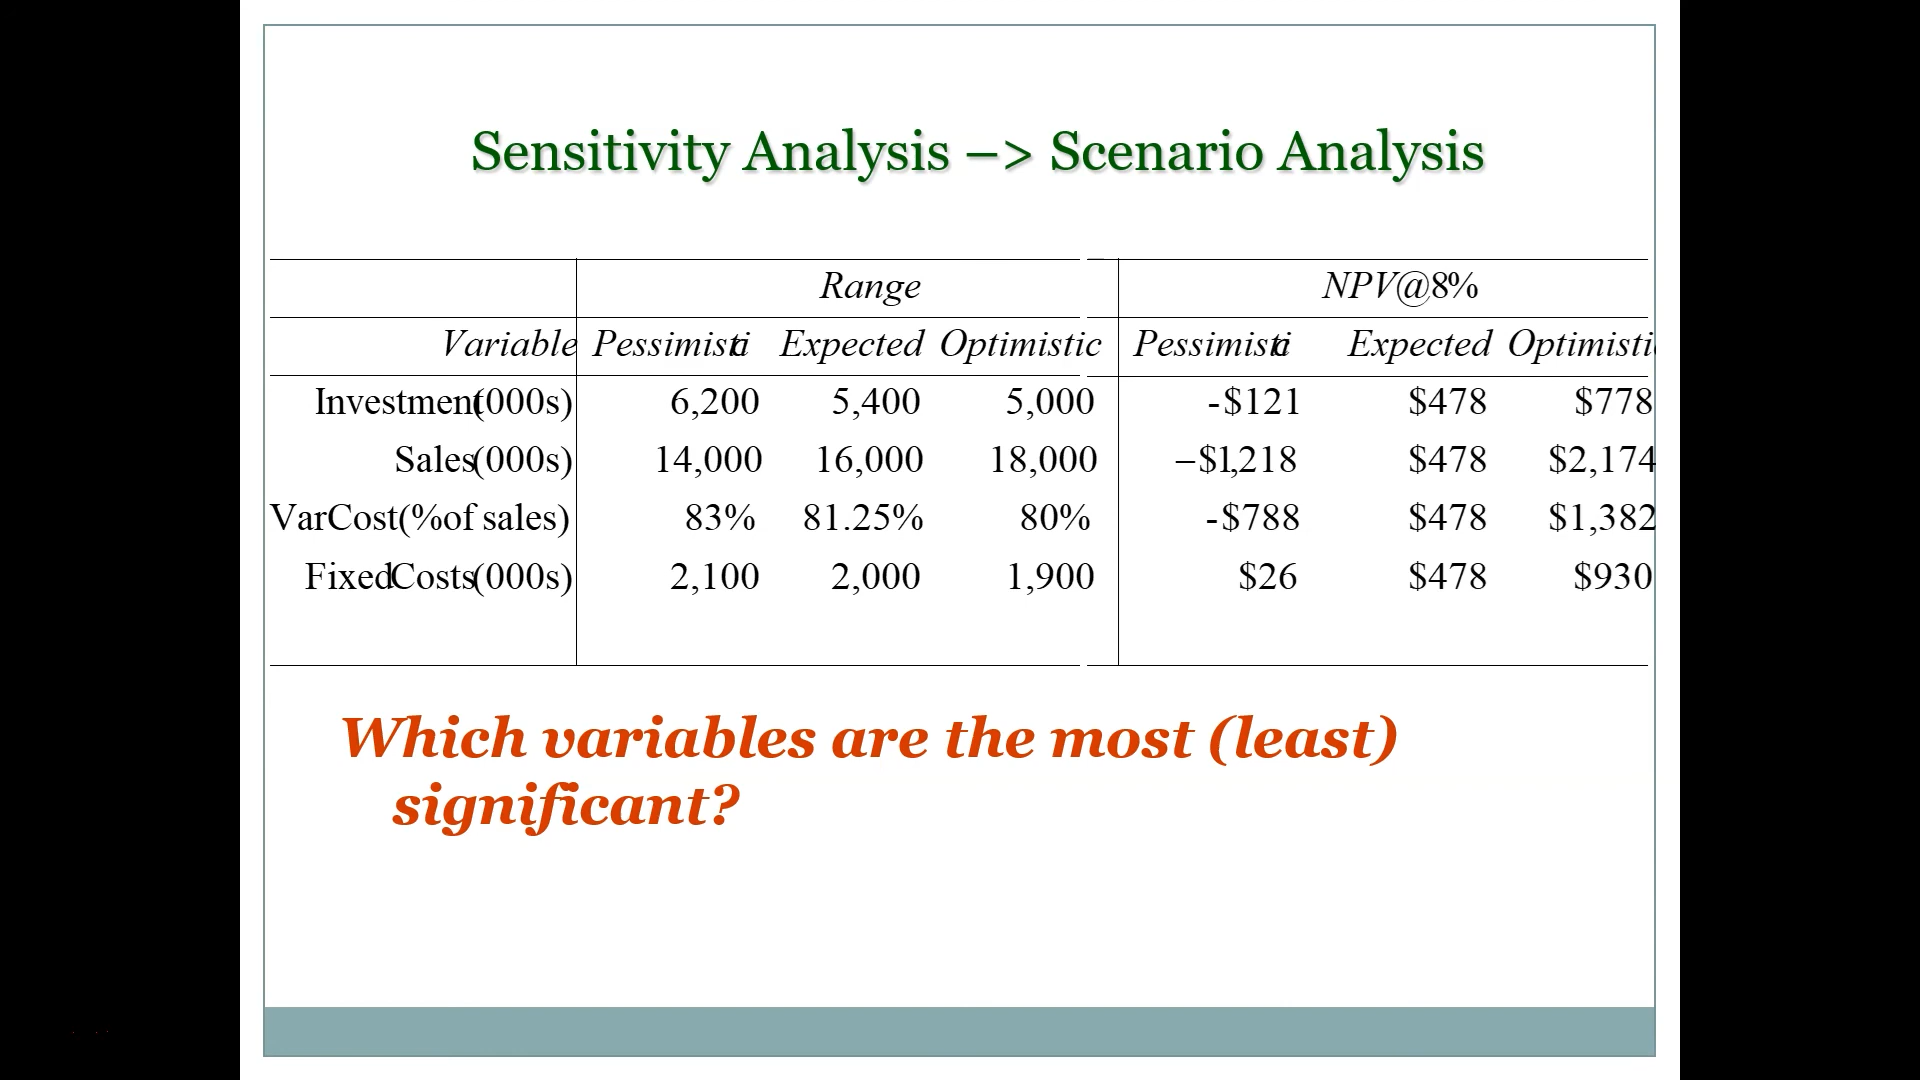 Sensitivity Analysis –> Scenario Analysis
Range NPV@8%
Variable Pessimistic Expected Optimistic Pessimistic Expected Optimistic
Investment(000s) 6,200 5,400 5,000 -$121 $478 $778
Sales(000s) 14,000 16,000 18,000 –$1,218 $478 $2,174
VarCost(%of sales) 83% 81.25% 80% -$788 $478 $1,382
FixedCosts(000s) 2,100 2,000 1,900 $26 $478 $930
Which variables are the most (least)
significant?